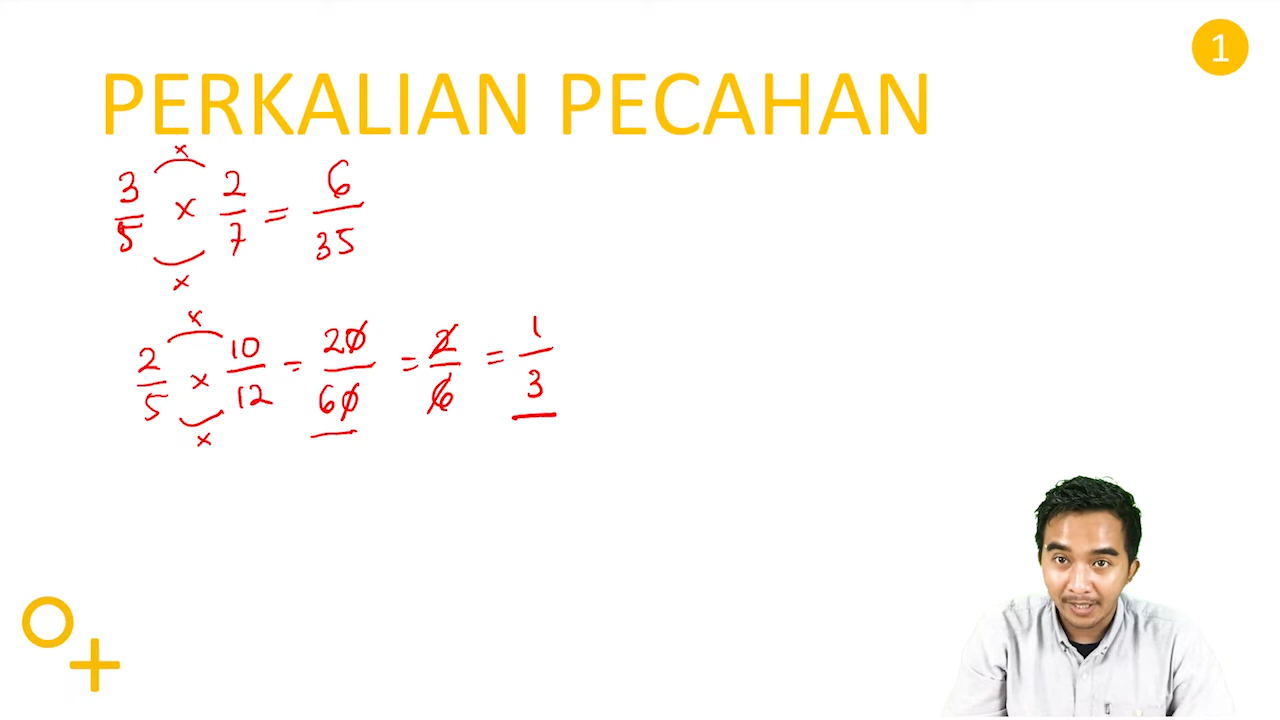 1
PERKALIAN PECAHAN
3/5 × 2/7 = 6/35
×
×
2/5 × 10/12 = 20/60 = 2/6 = 1/3
×
×